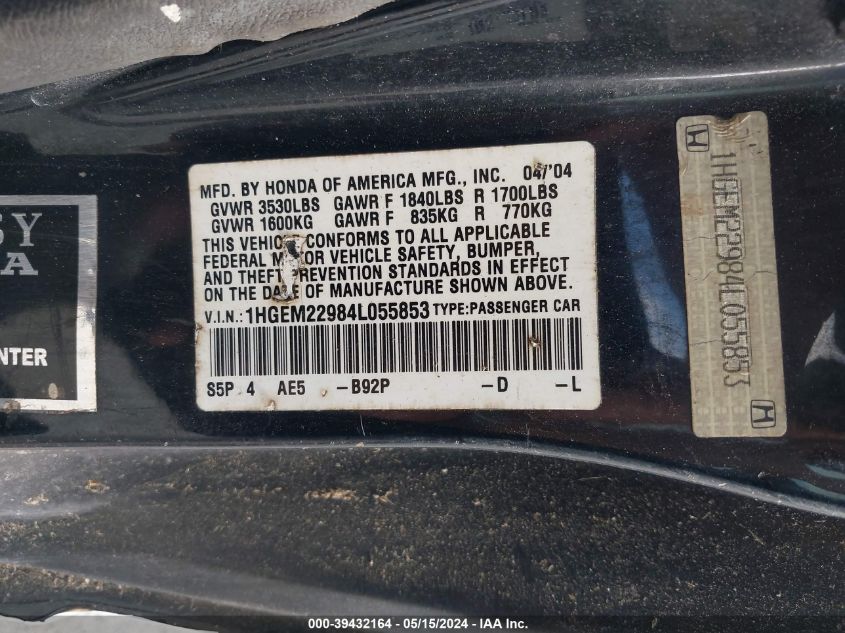 MFD. BY HONDA OF AMERICA MFG., INC. 04/'04
GVWR 3530LBS GAWR F 1840LBS R 1700LBS
GVWR 1600KG GAWR F 835KG R 770KG
THIS VEHICLE CONFORMS TO ALL APPLICABLE
FEDERAL MOTOR VEHICLE SAFETY, BUMPER,
AND THEFT PREVENTION STANDARDS IN EFFECT
ON THE DATE OF MANUFACTURE SHOWN ABOVE.
V.I.N.: 1HGEM22984L055853 TYPE: PASSENGER CAR
S5P 4 AE5 -B92P -D -L
1HGEM22984L055853
000-39432164 - 05/15/2024 - IAA Inc.